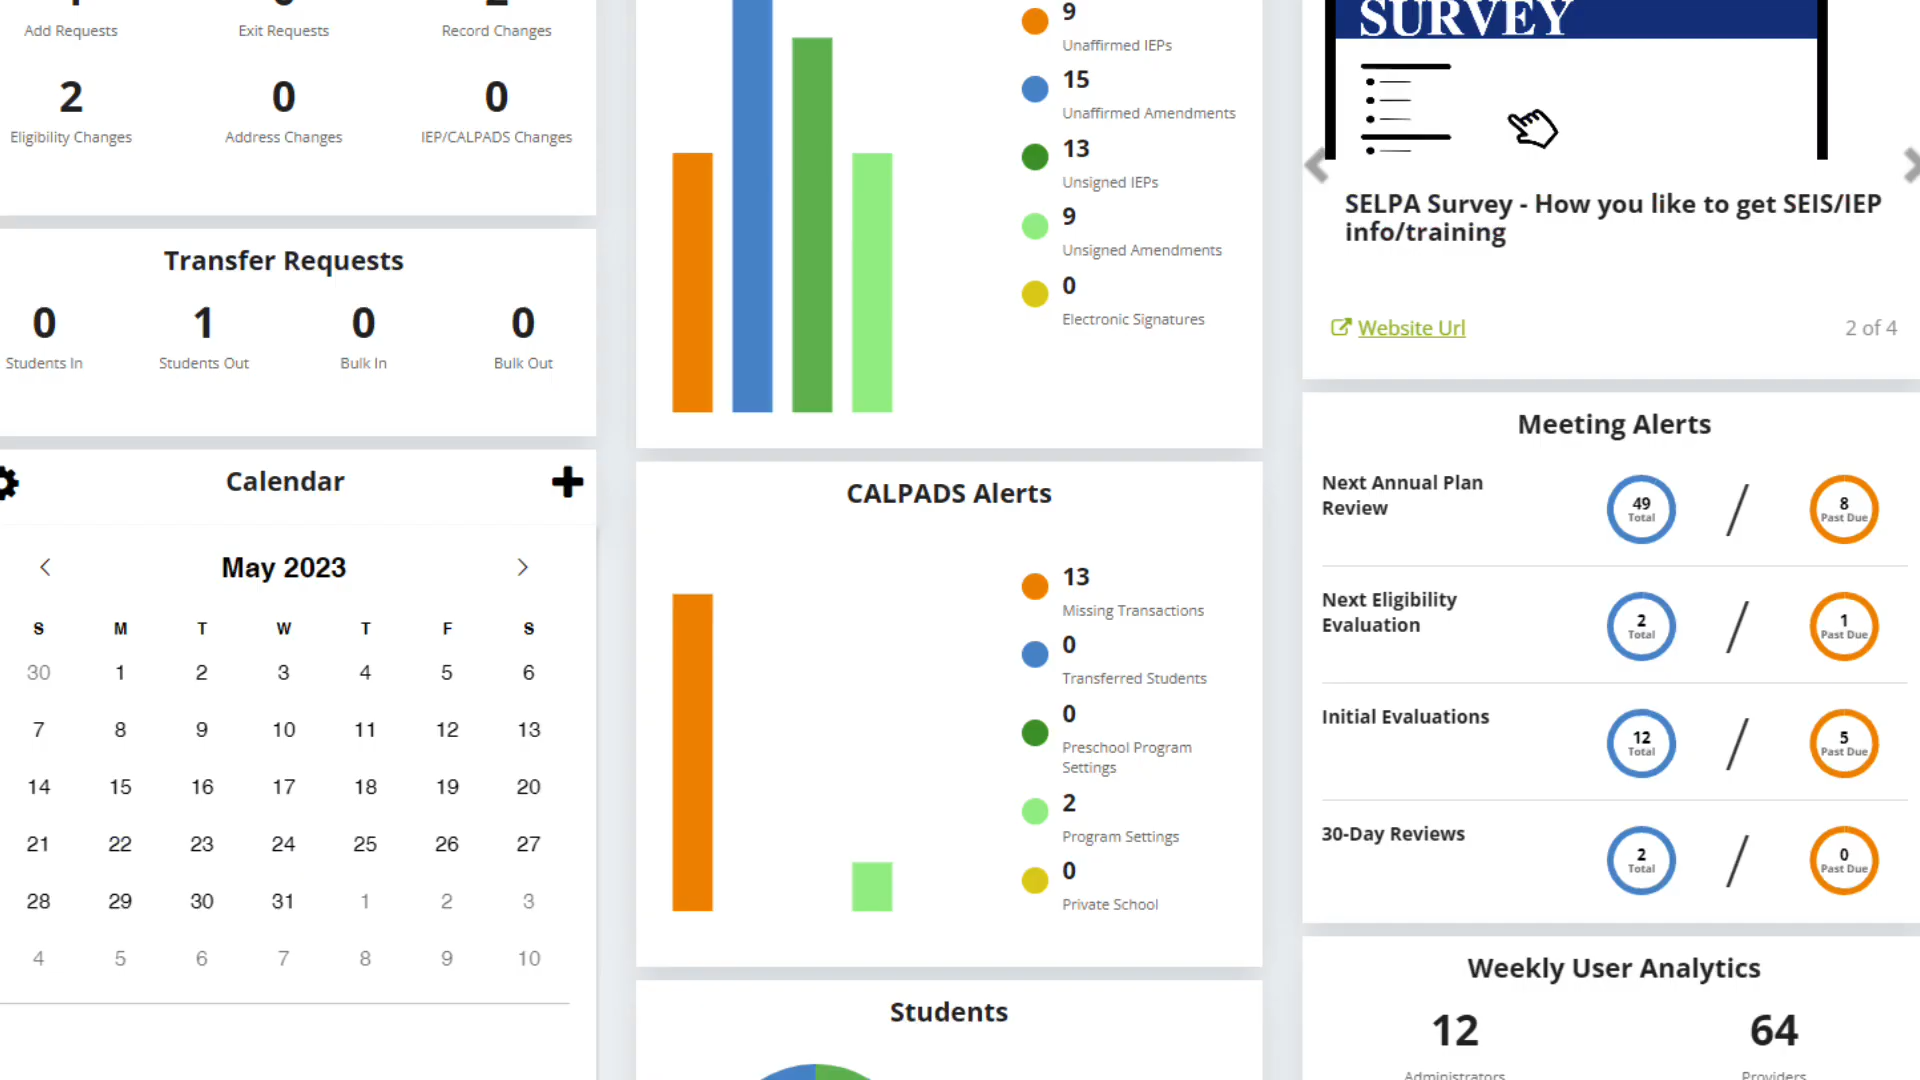 Add Requests
Exit Requests
Record Changes
2
0
0
Eligibility Changes
Address Changes
IEP/CALPADS Changes
Transfer Requests
0
1
0
0
Students In
Students Out
Bulk In
Bulk Out
Calendar
May 2023
S M T W T F S
30 1 2 3 4 5 6
7 8 9 10 11 12 13
14 15 16 17 18 19 20
21 22 23 24 25 26 27
28 29 30 31 1 2 3
4 5 6 7 8 9 10
9
Unaffirmed IEPs
15
Unaffirmed Amendments
13
Unsigned IEPs
9
Unsigned Amendments
0
Electronic Signatures
CALPADS Alerts
13
Missing Transactions
0
Transferred Students
0
Preschool Program
Settings
2
Program Settings
0
Private School
Students
SURVEY
SELPA Survey - How you like to get SEIS/IEP
info/training
Website Url
2 of 4
Meeting Alerts
Next Annual Plan
Review
49
Total
/
8
Past Due
Next Eligibility
Evaluation
2
Total
/
1
Past Due
Initial Evaluations
12
Total
/
5
Past Due
30-Day Reviews
2
Total
/
0
Past Due
Weekly User Analytics
12
64
Administrators
Providers